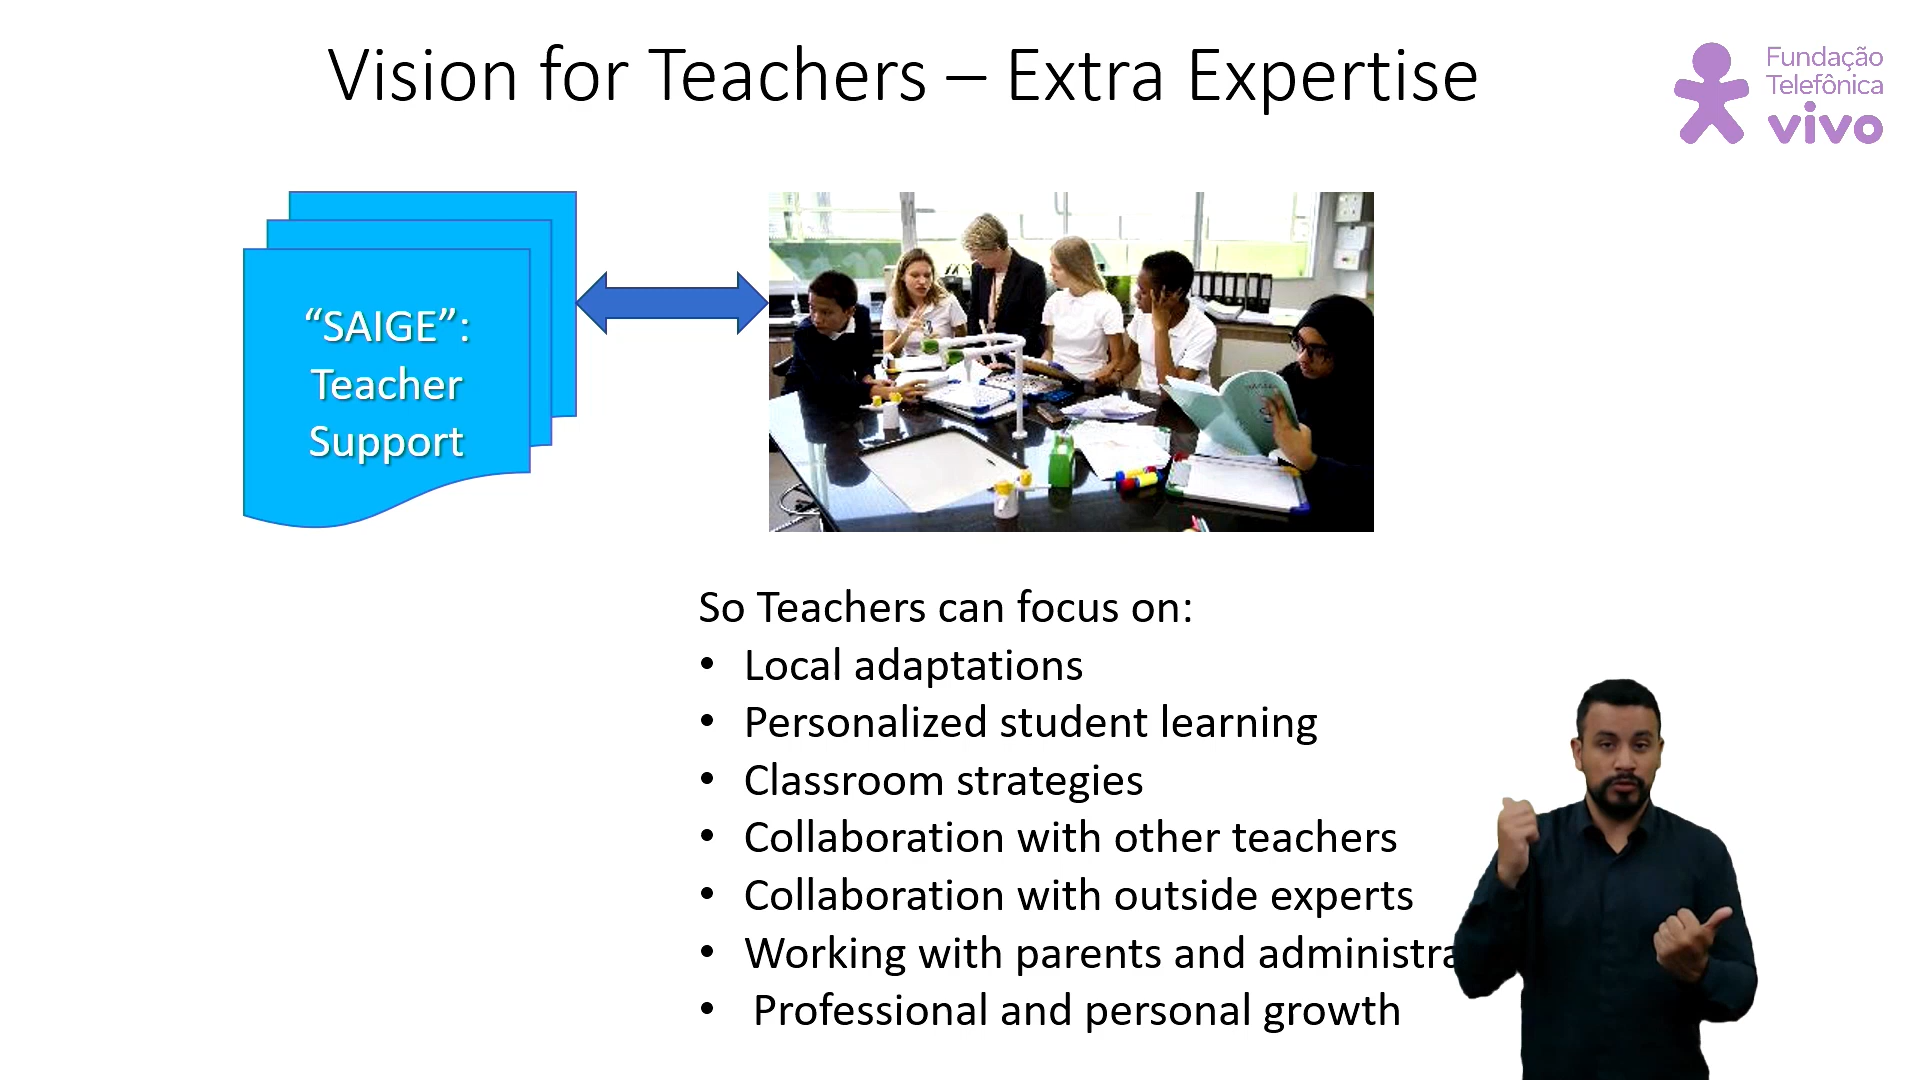 Vision for Teachers – Extra Expertise
Fundação
Telefônica
vivo
“SAIGE”:
Teacher
Support
So Teachers can focus on:
• Local adaptations
• Personalized student learning
• Classroom strategies
• Collaboration with other teachers
• Collaboration with outside experts
• Working with parents and administra
• Professional and personal growth